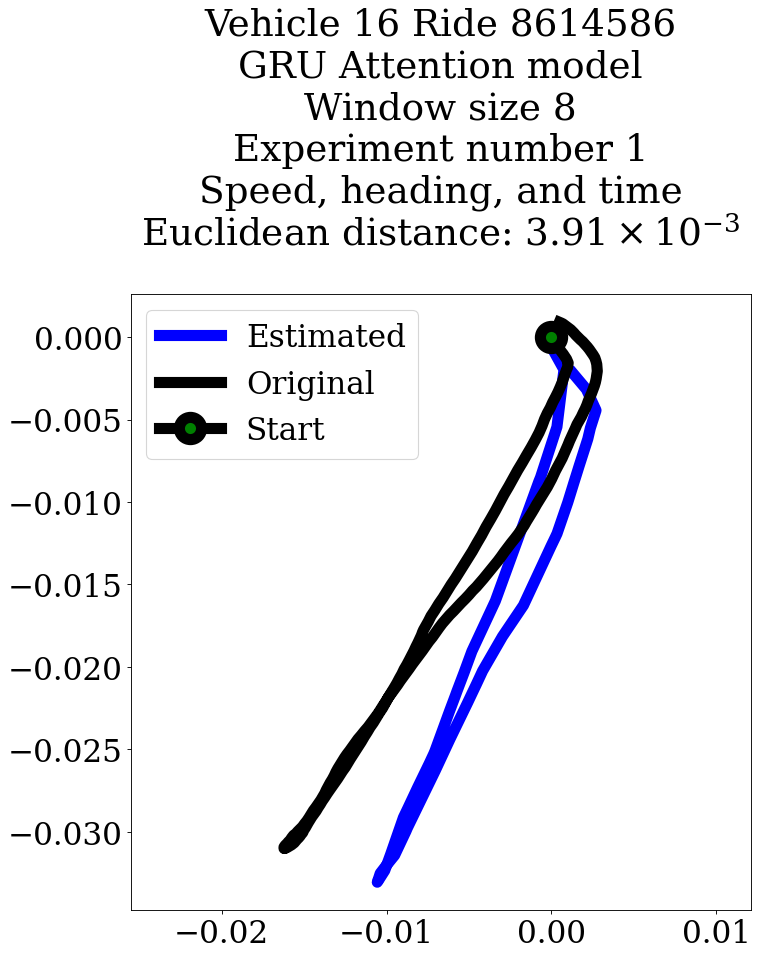 Vehicle 16 Ride 8614586
GRU Attention model
Window size 8
Experiment number 1
Speed, heading, and time
Euclidean distance: 3.91 × 10⁻³
Estimated
Original
Start
0.000
−0.005
−0.010
−0.015
−0.020
−0.025
−0.030
−0.02
−0.01
0.00
0.01